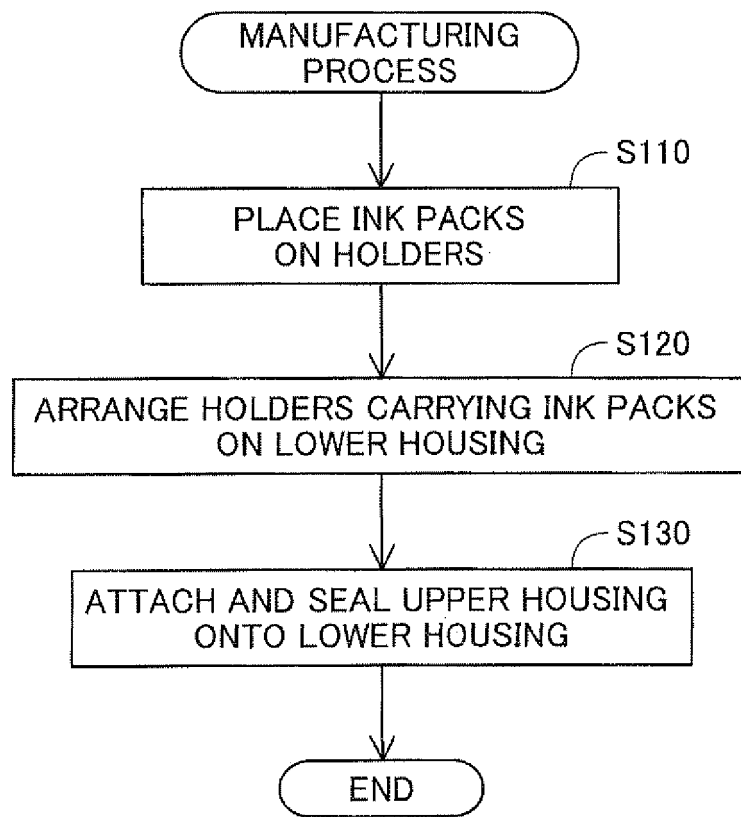 MANUFACTURING
PROCESS
S110
PLACE INK PACKS
ON HOLDERS
S120
ARRANGE HOLDERS CARRYING INK PACKS
ON LOWER HOUSING
S130
ATTACH AND SEAL UPPER HOUSING
ONTO LOWER HOUSING
END